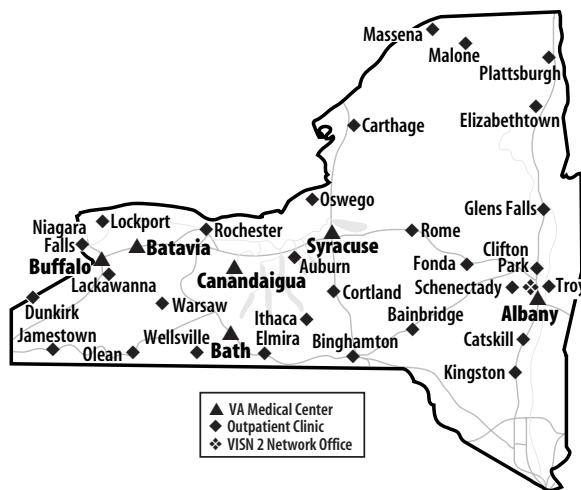 Massena
Malone
Plattsburgh
Elizabethtown
Carthage
Oswego
Glens Falls
Lockport
Niagara
Falls
Rochester
Rome
Batavia
Syracuse
Clifton
Park
Buffalo
Auburn
Fonda
Canandaigua
Lackawanna
Schenectady
Troy
Dunkirk
Warsaw
Cortland
Albany
Ithaca
Bainbridge
Jamestown
Wellsville
Elmira
Catskill
Olean
Bath
Binghamton
Kingston
VA Medical Center
Outpatient Clinic
VISN 2 Network Office